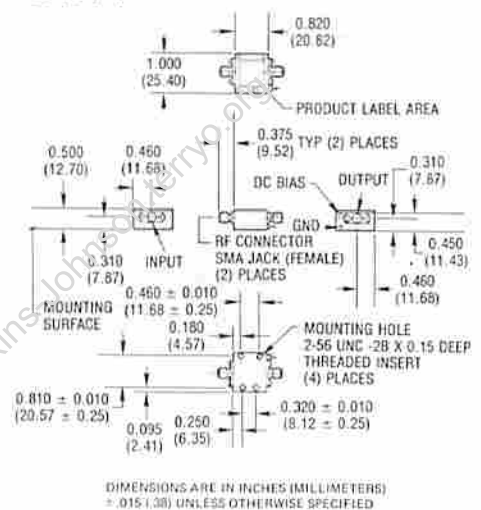 0.820
(20.82)
1.000
(25.40)
PRODUCT LABEL AREA
0.375
(9.52)
TYP (2) PLACES
0.500
(12.70)
0.460
(11.68)
0.310
(7.87)
DC BIAS
OUTPUT
GND
0.310
(7.87)
INPUT
RF CONNECTOR
SMA JACK (FEMALE)
(2) PLACES
0.450
(11.43)
0.460
(11.68)
MOUNTING
SURFACE
0.460 ± 0.010
(11.68 ± 0.25)
0.180
(4.57)
MOUNTING HOLE
2-56 UNC -28 X 0.15 DEEP
THREADED INSERT
(4) PLACES
0.810 ± 0.010
(20.57 ± 0.25)
0.095
(2.41)
0.250
(6.35)
0.320 ± 0.010
(8.12 ± 0.25)
DIMENSIONS ARE IN INCHES (MILLIMETERS)
± .015 (.38) UNLESS OTHERWISE SPECIFIED
kins-Johnson.terryo.org